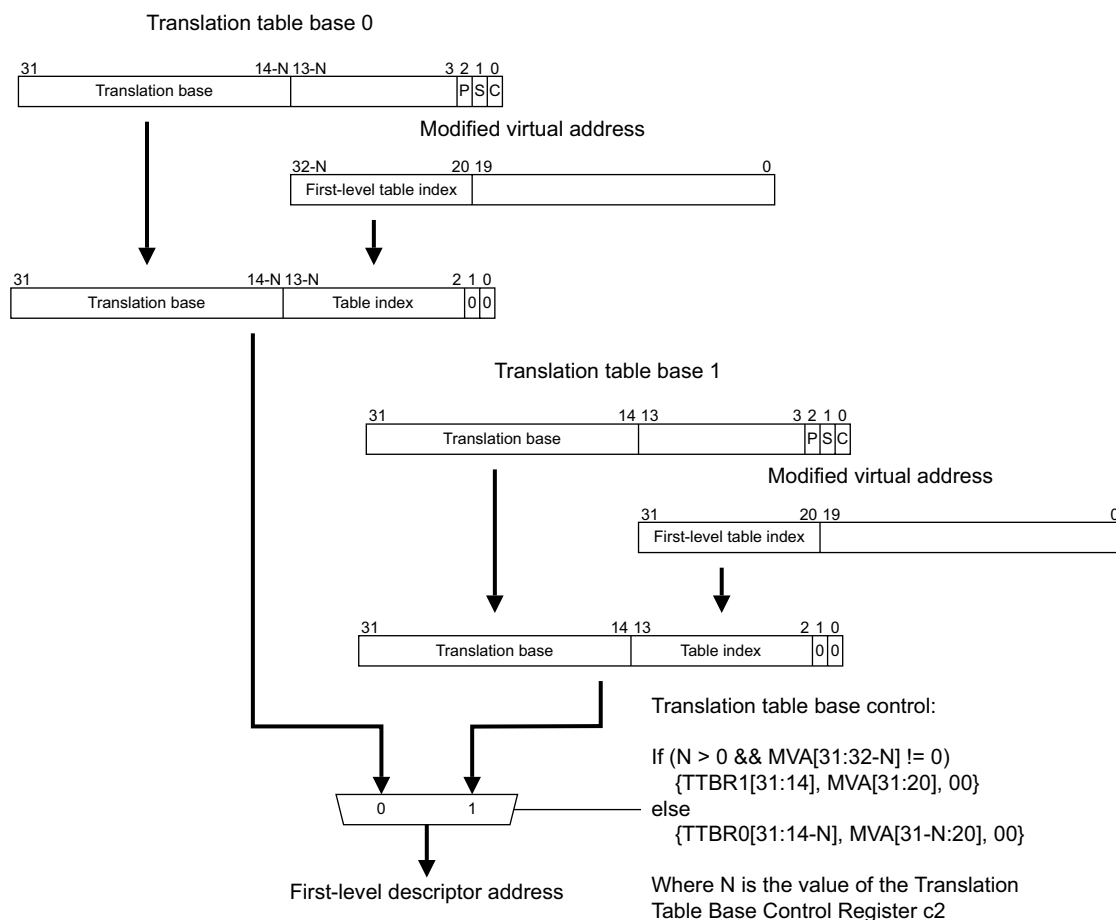 Translation table base 0
31 14-N 13-N 3 2 1 0
Translation base P S C
Modified virtual address
32-N 20 19 0
First-level table index
31 14-N 13-N 2 1 0
Translation base Table index 0 0
Translation table base 1
31 14 13 3 2 1 0
Translation base P S C
Modified virtual address
31 20 19 0
First-level table index
31 14 13 2 1 0
Translation base Table index 0 0
Translation table base control:
If (N > 0 && MVA[31:32-N] != 0)
{TTBR1[31:14], MVA[31:20], 00}
else
{TTBR0[31:14-N], MVA[31-N:20], 00}
Where N is the value of the Translation
Table Base Control Register c2
0 1
First-level descriptor address